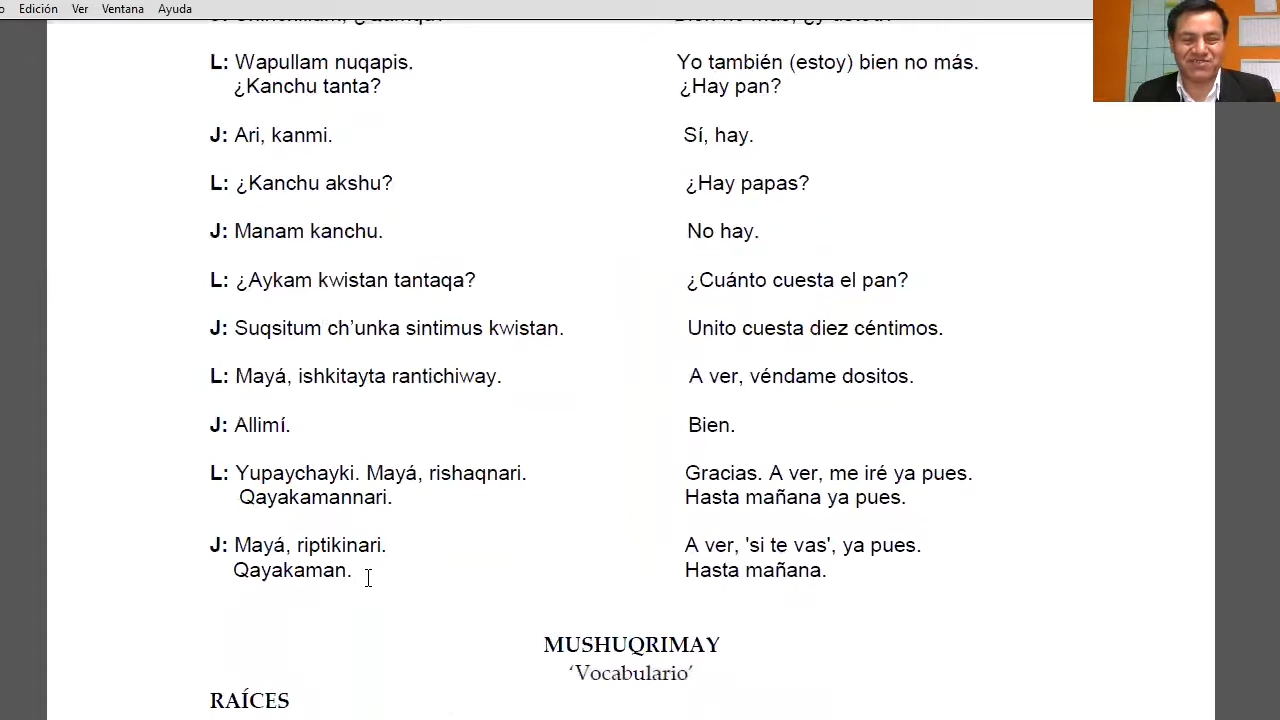 Edición Ver Ventana Ayuda
L: Wapullam nuqapis. Yo también (estoy) bien no más.
¿Kanchu tanta? ¿Hay pan?
J: Ari, kanmi. Sí, hay.
L: ¿Kanchu akshu? ¿Hay papas?
J: Manam kanchu. No hay.
L: ¿Aykam kwistan tantaqa? ¿Cuánto cuesta el pan?
J: Suqsitum ch’unka sintimus kwistan. Unito cuesta diez céntimos.
L: Mayá, ishkitayta rantichiway. A ver, véndame dositos.
J: Allimí. Bien.
L: Yupaychayki. Mayá, rishaqnari. Gracias. A ver, me iré ya pues.
Qayakamannari. Hasta mañana ya pues.
J: Mayá, riptikinari. A ver, 'si te vas', ya pues.
Qayakaman. Hasta mañana.
MUSHUQRIMAY
‘Vocabulario’
RAÍCES